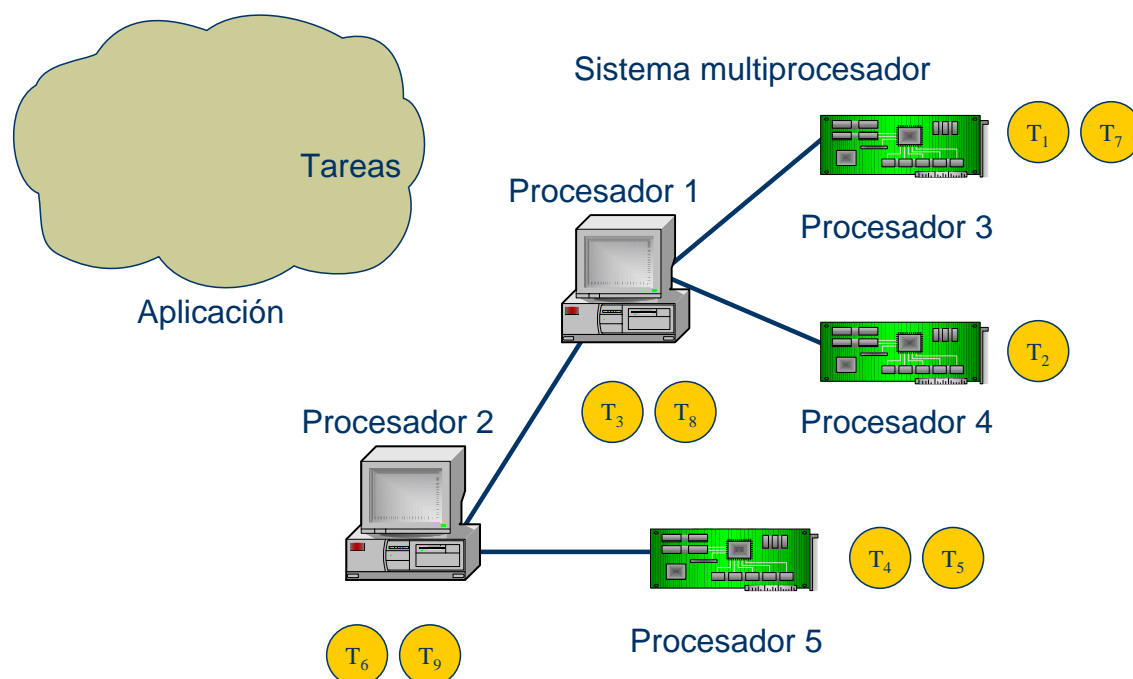 Sistema multiprocesador
T1 T7
Tareas
Procesador 1
Procesador 3
Aplicación
T2
T3 T8
Procesador 2
Procesador 4
T4 T5
Procesador 5
T6 T9